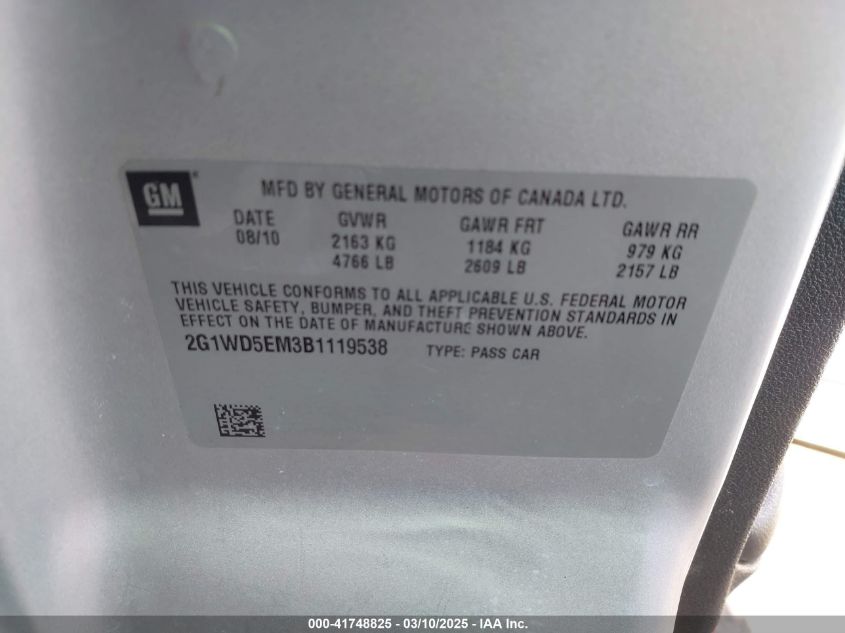 GM
MFD BY GENERAL MOTORS OF CANADA LTD.
DATE GVWR GAWR FRT GAWR RR
08/10 2163 KG 1184 KG 979 KG
4766 LB 2609 LB 2157 LB
THIS VEHICLE CONFORMS TO ALL APPLICABLE U.S. FEDERAL MOTOR
VEHICLE SAFETY, BUMPER, AND THEFT PREVENTION STANDARDS IN
EFFECT ON THE DATE OF MANUFACTURE SHOWN ABOVE.
2G1WD5EM3B1119538 TYPE: PASS CAR
000-41748825 - 03/10/2025 - IAA Inc.